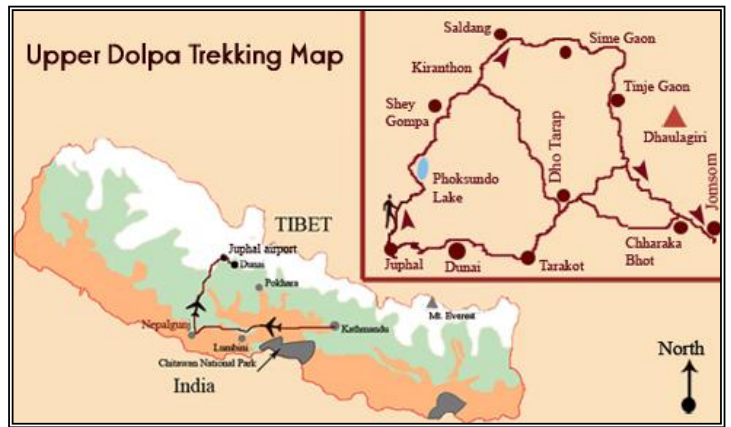 Upper Dolpa Trekking Map
Saldang
Sime Gaon
Kiranthon
Tinje Gaon
Shey
Gompa
Dhaulagiri
Dho Tarap
Jomsom
Phoksundo
Lake
Chharaka
Bhot
Juphal
Dunai
Tarakot
TIBET
Juphal airport
Dunai
Pokhara
Mt. Everest
Nepalgunj
Kathmandu
Lumbini
Chitawan National Park
India
North